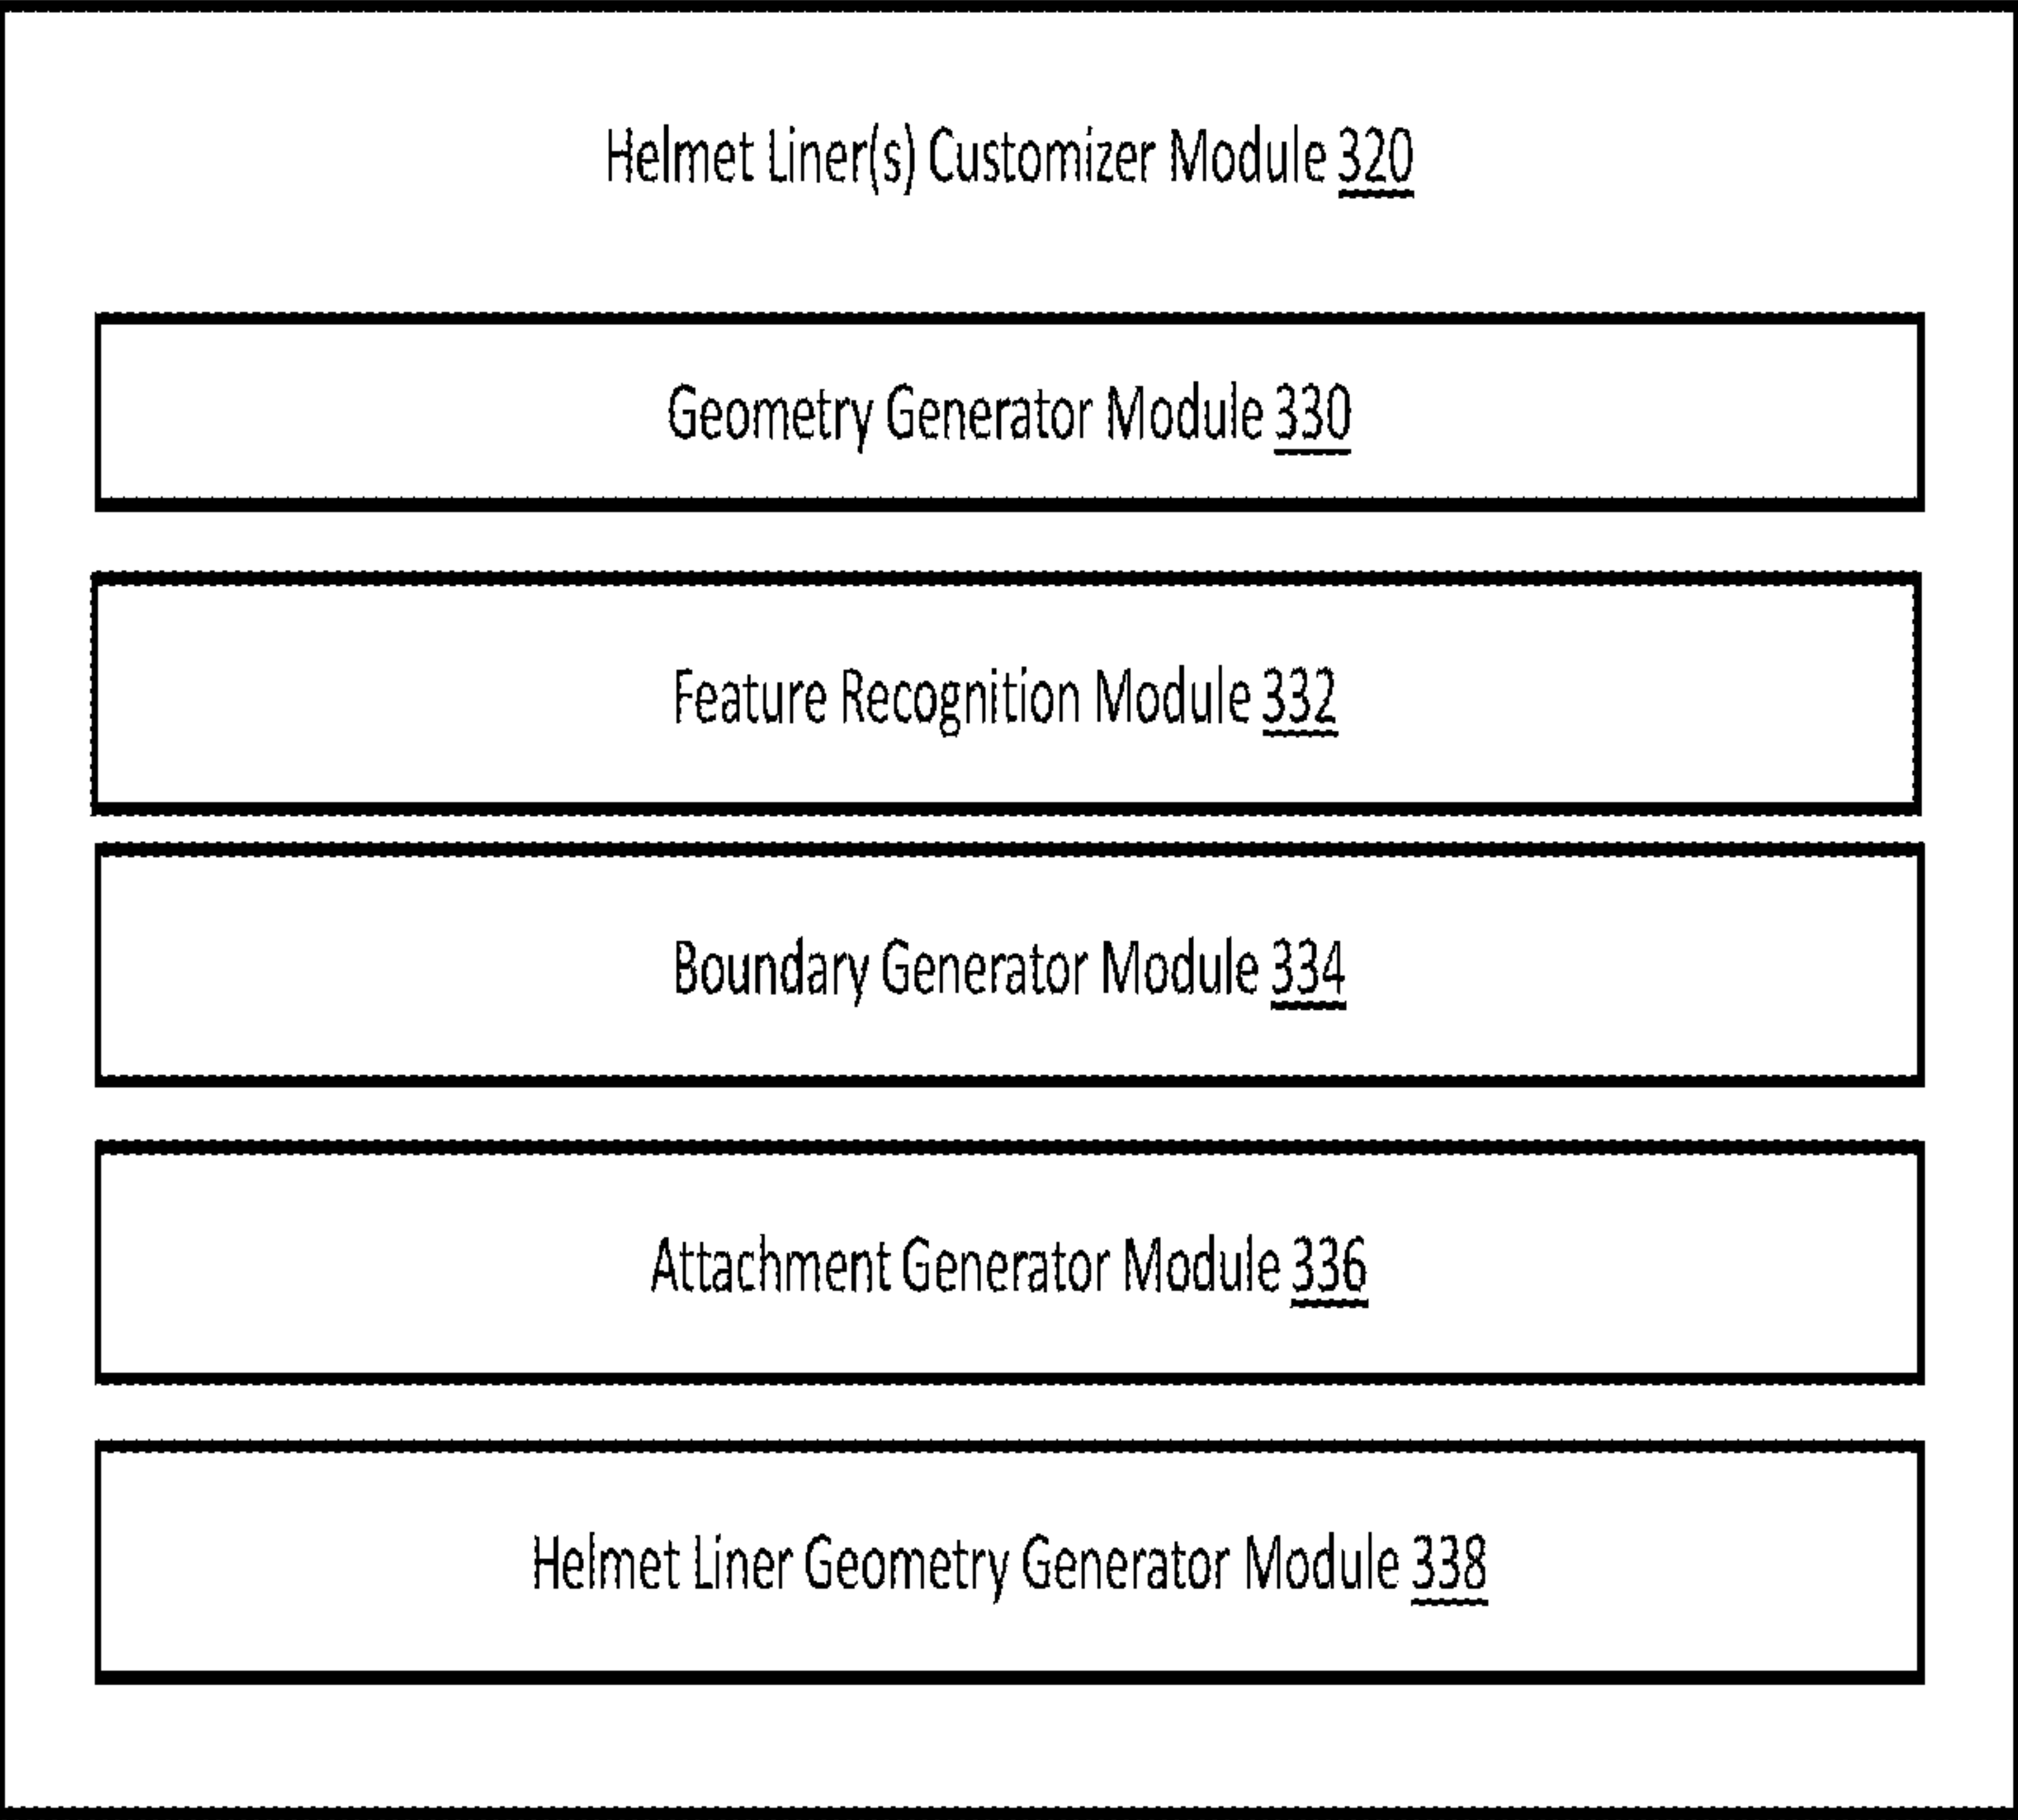 Helmet Liner(s) Customizer Module 320
Geometry Generator Module 330
Feature Recognition Module 332
Boundary Generator Module 334
Attachment Generator Module 336
Helmet Liner Geometry Generator Module 338